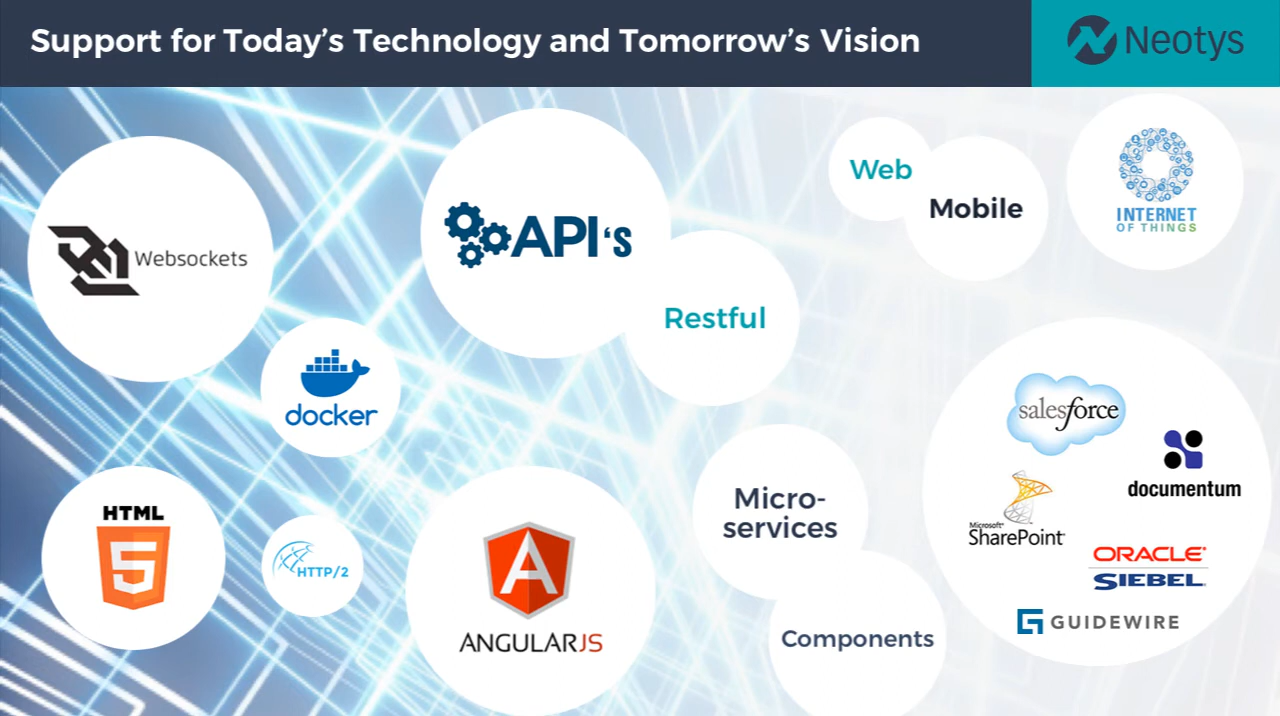 Support for Today's Technology and Tomorrow's Vision
Neotys
Websockets
API's
Restful
Web
Mobile
INTERNET
OF THINGS
docker
salesforce
documentum
Microsoft®
SharePoint
ORACLE®
SIEBEL
GUIDEWIRE
HTML
5
HTTP/2
A
ANGULARJS
Micro-
services
Components